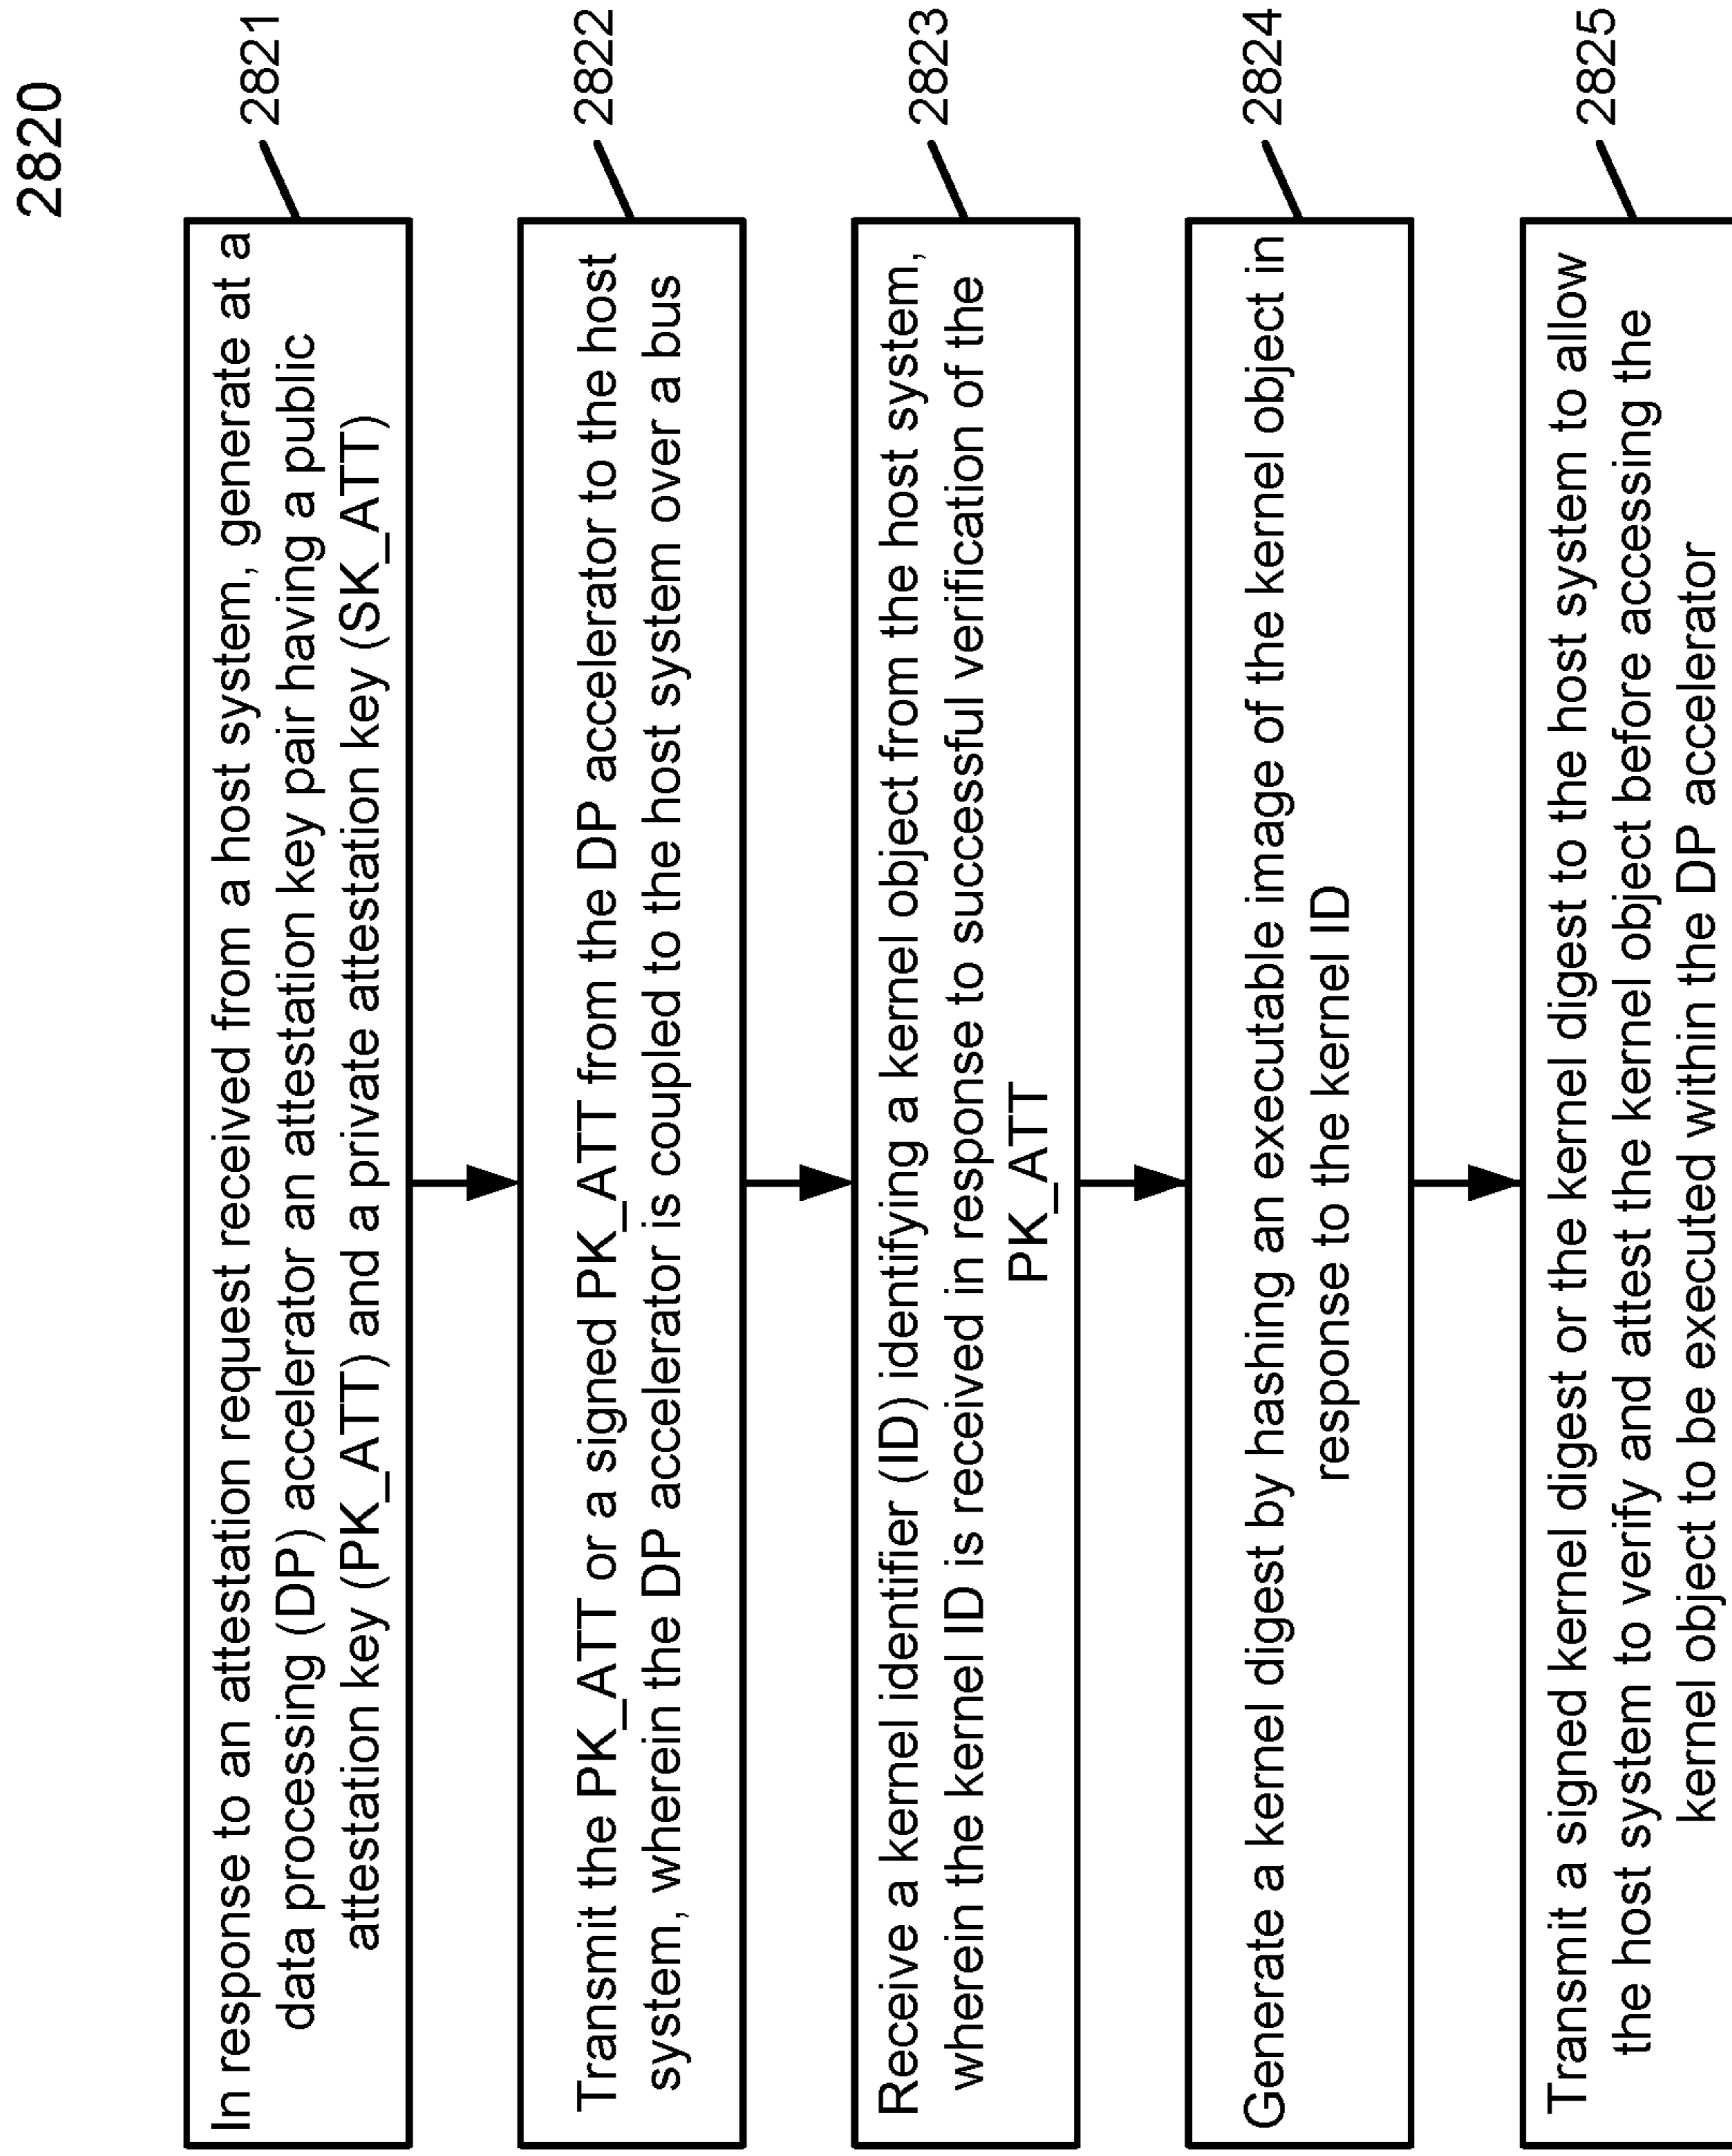 2820
In response to an attestation request received from a host system, generate at a
data processing (DP) accelerator an attestation key pair having a public
attestation key (PK_ATT) and a private attestation key (SK_ATT)
2821
Transmit the PK_ATT or a signed PK_ATT from the DP accelerator to the host
system, wherein the DP accelerator is coupled to the host system over a bus
2822
Receive a kernel identifier (ID) identifying a kernel object from the host system,
wherein the kernel ID is received in response to successful verification of the
PK_ATT
2823
Generate a kernel digest by hashing an executable image of the kernel object in
response to the kernel ID
2824
Transmit a signed kernel digest or the kernel digest to the host system to allow
the host system to verify and attest the kernel object before accessing the
kernel object to be executed within the DP accelerator
2825